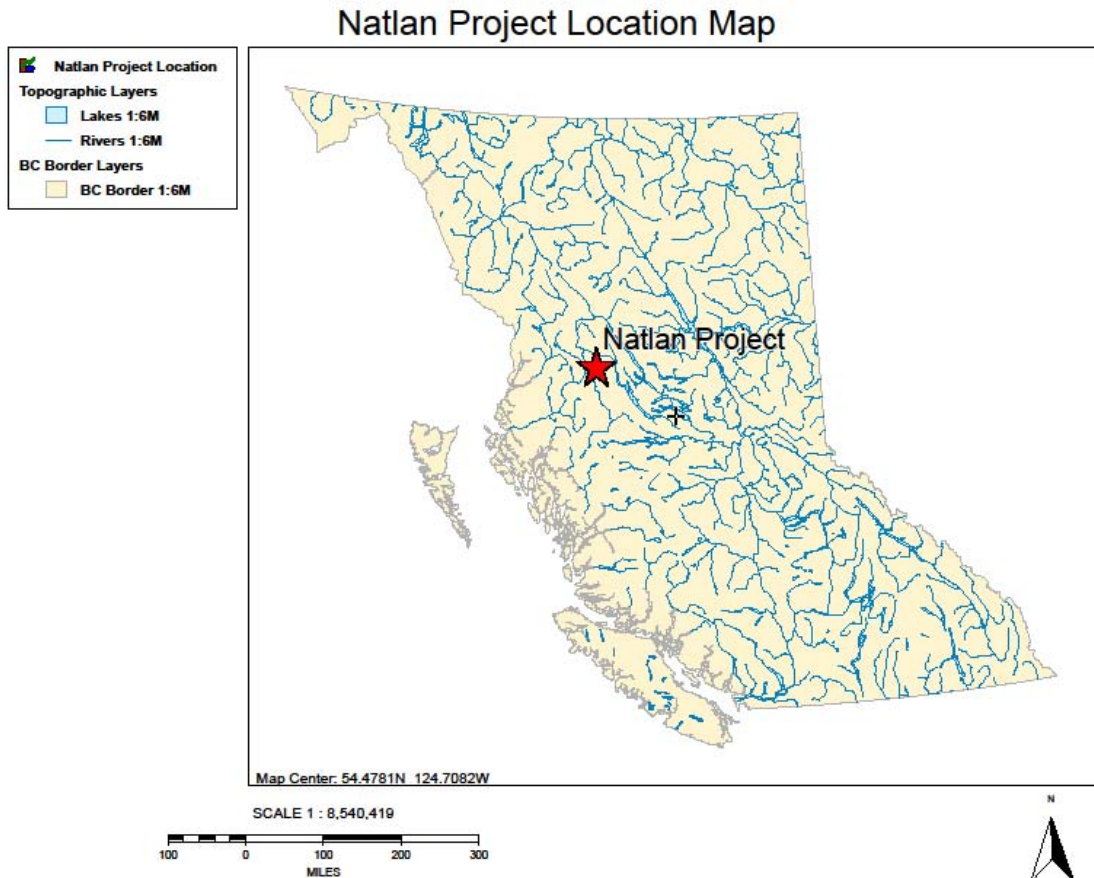 Natlan Project Location Map
Natlan Project Location
Topographic Layers
Lakes 1:6M
Rivers 1:6M
BC Border Layers
BC Border 1:6M
Natlan Project
Map Center: 54.4781N 124.7082W
SCALE 1 : 8,540,419
100 0 100 200 300
MILES
N